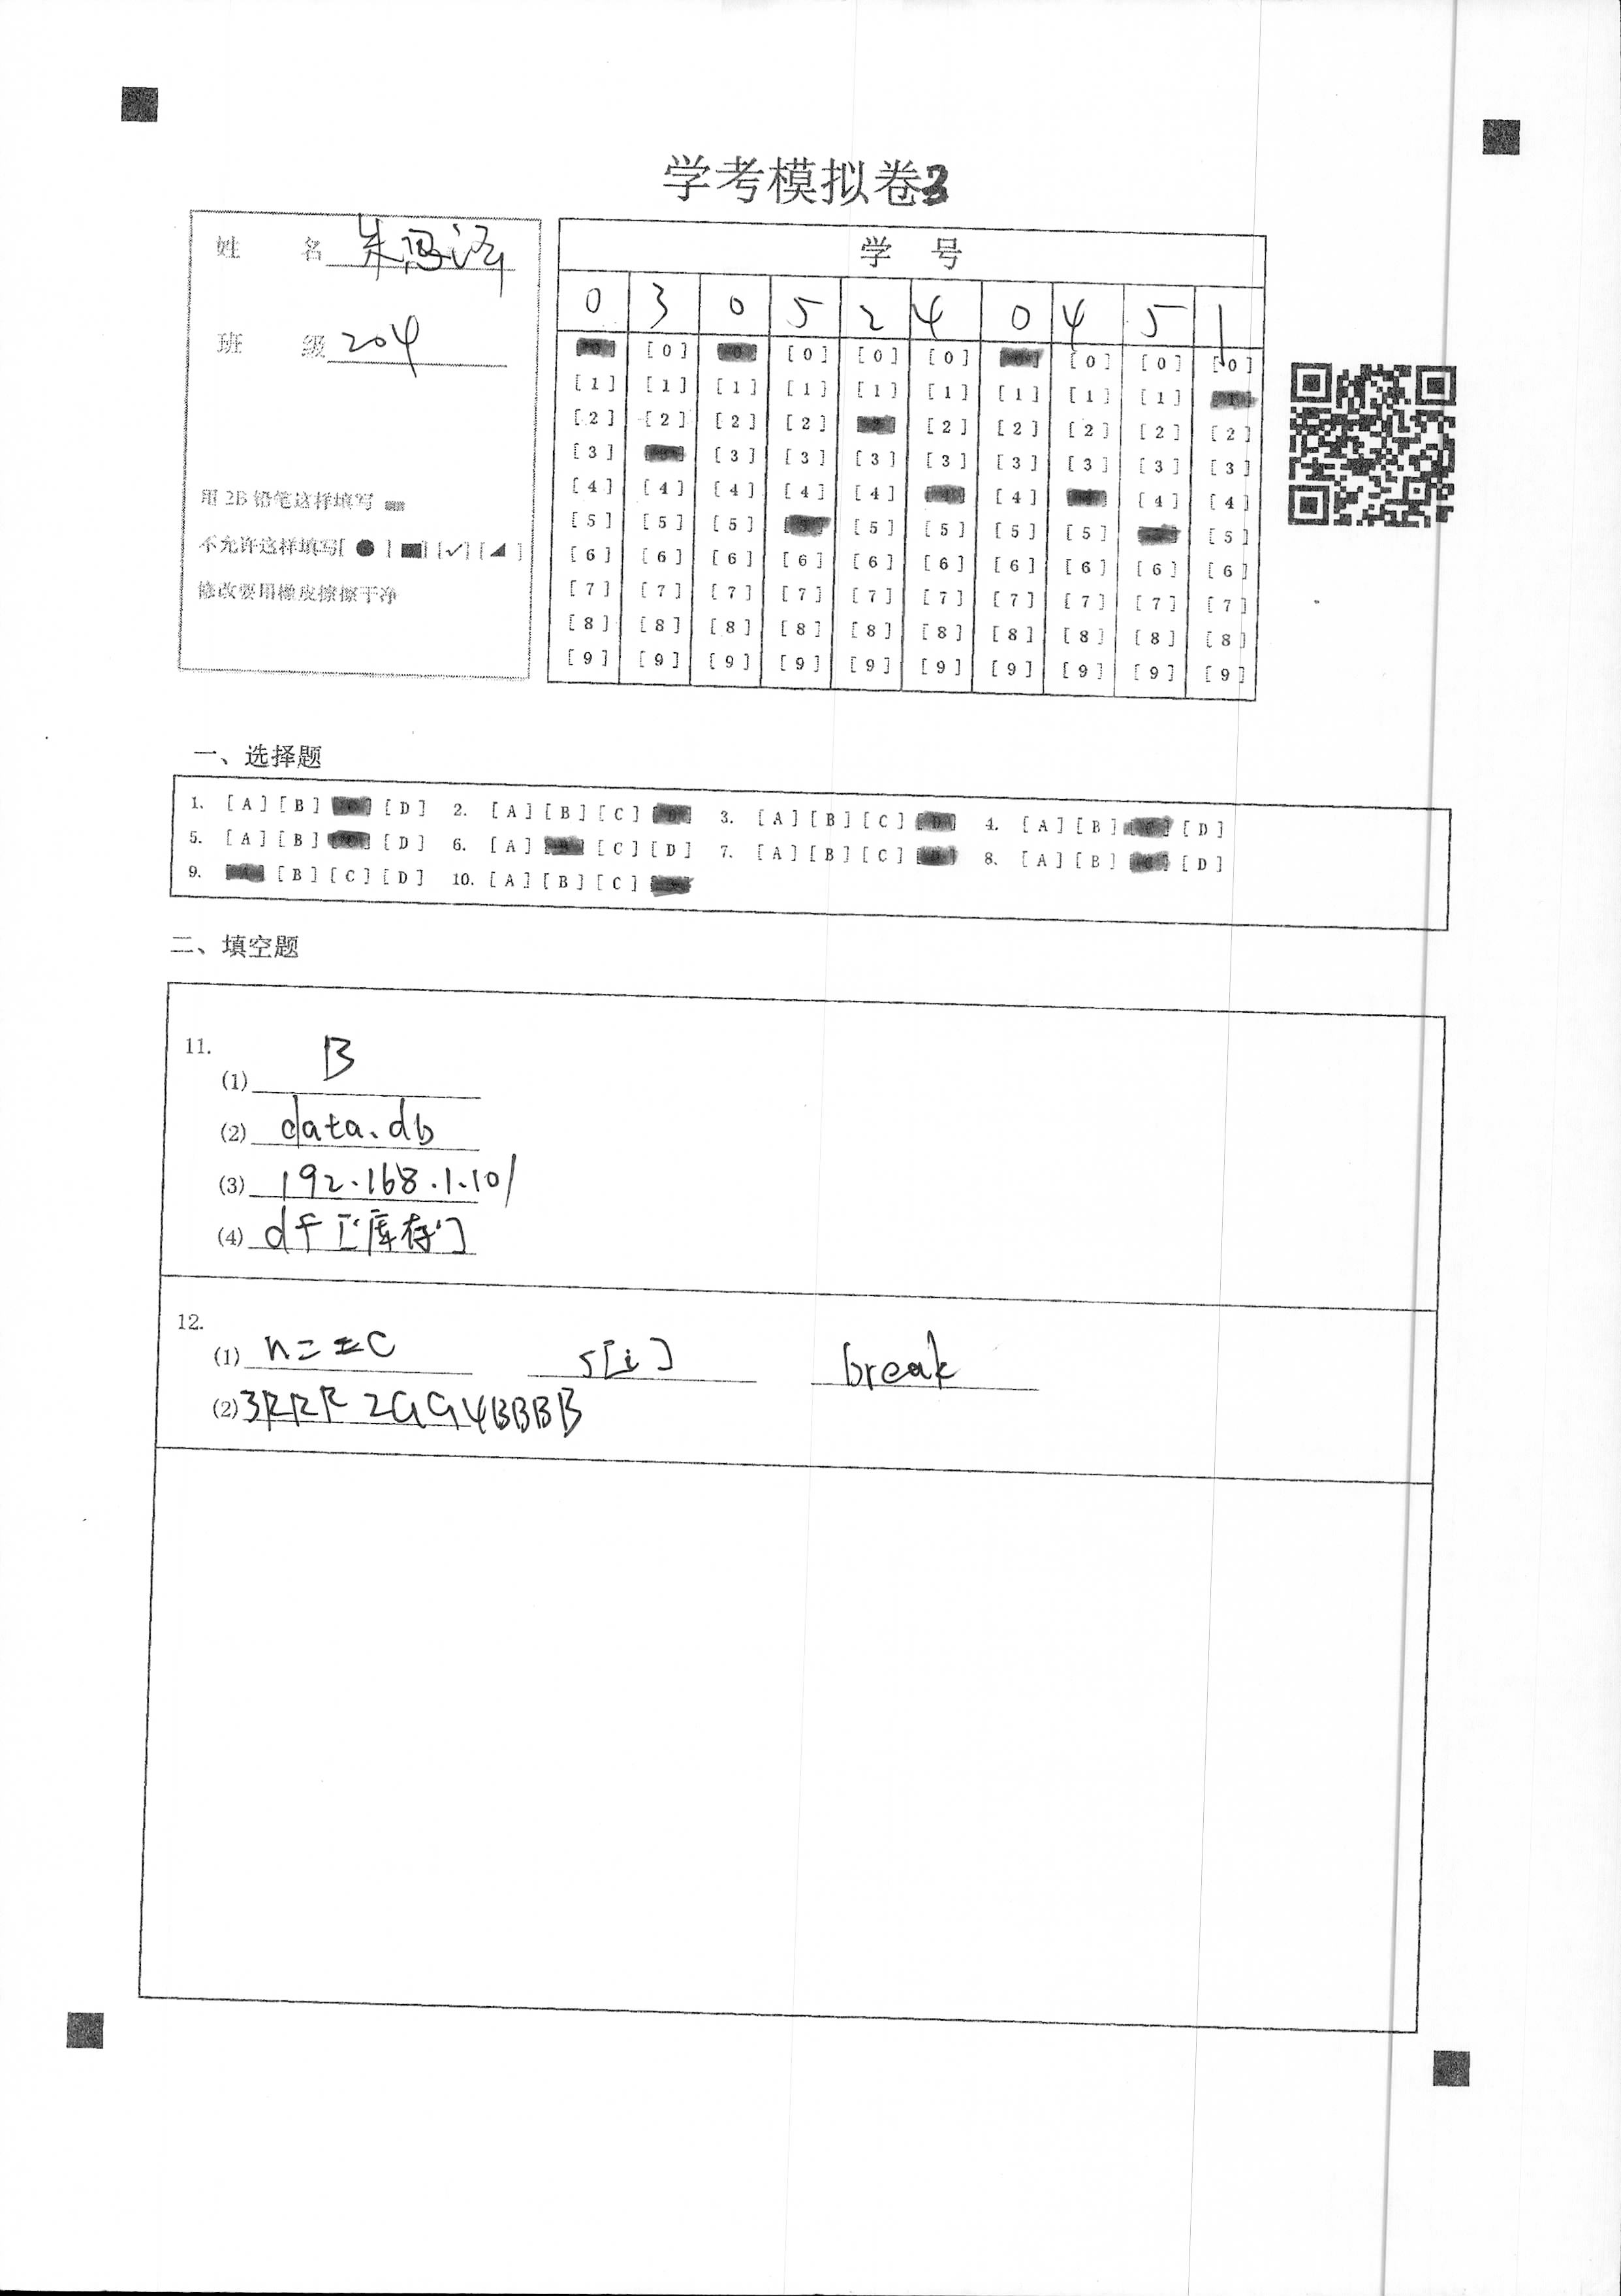 学考模拟卷3
姓 名 朱冯泽
班 级 204
用 2B 铅笔这样填写
不允许这样填写[ ● ] [■] [✓] [◢ ]
修改要用橡皮擦擦干净
学 号
0 3 0 5 2 4 0 4 5 1
[0] [0] [0] [0] [0] [0] [0] [0] [0] [0]
[1] [1] [1] [1] [1] [1] [1] [1] [1] [1]
[2] [2] [2] [2] [2] [2] [2] [2] [2] [2]
[3] [3] [3] [3] [3] [3] [3] [3] [3] [3]
[4] [4] [4] [4] [4] [4] [4] [4] [4] [4]
[5] [5] [5] [5] [5] [5] [5] [5] [5] [5]
[6] [6] [6] [6] [6] [6] [6] [6] [6] [6]
[7] [7] [7] [7] [7] [7] [7] [7] [7] [7]
[8] [8] [8] [8] [8] [8] [8] [8] [8] [8]
[9] [9] [9] [9] [9] [9] [9] [9] [9] [9]
一、选择题
1. [A] [B] [C] [D] 2. [A] [B] [C] [D] 3. [A] [B] [C] [D] 4. [A] [B] [C] [D]
5. [A] [B] [C] [D] 6. [A] [B] [C] [D] 7. [A] [B] [C] [D] 8. [A] [B] [C] [D]
9. [A] [B] [C] [D] 10. [A] [B] [C] [D]
二、填空题
11.
(1) B
(2) data.db
(3) 192.168.1.101
(4) df["库存"]
12.
(1) n==c s[i] break
(2) 3RRR2GG4BBBB